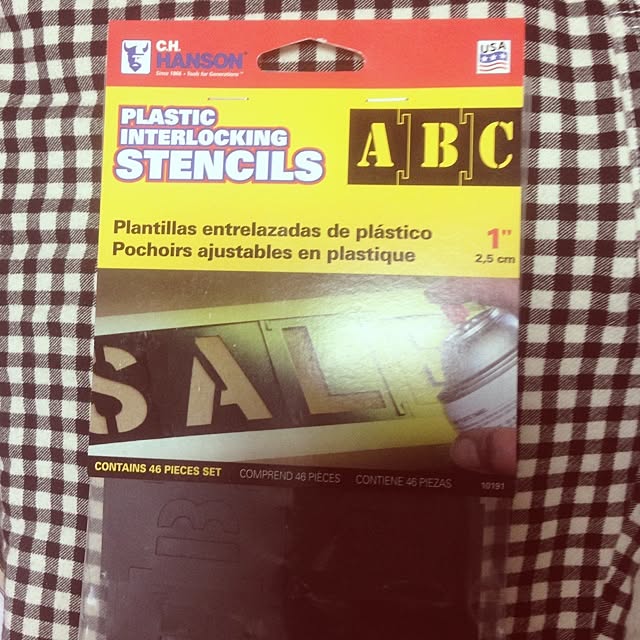 C.H.
HANSON®
Since 1866 • Tools for Generations™
USA
PLASTIC
INTERLOCKING
STENCILS
ABC
Plantillas entrelazadas de plástico
Pochoirs ajustables en plastique
1"
2,5 cm
SAL
CONTAINS 46 PIECES SET COMPREND 46 PIÈCES CONTIENE 46 PIEZAS 10191